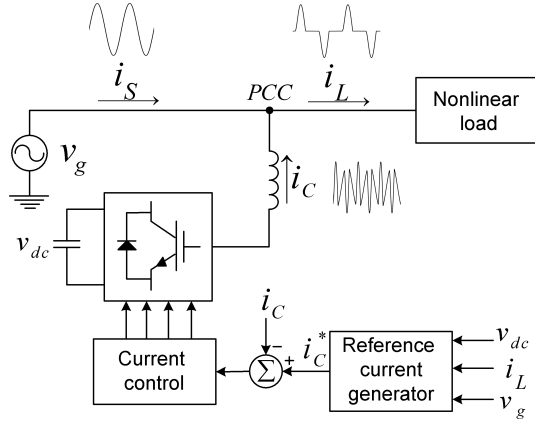 i_S
PCC
i_L
Nonlinear
load
v_g
i_C
v_dc
i_C
i_C^*
−
+
Σ
Current
control
Reference
current
generator
v_dc
i_L
v_g